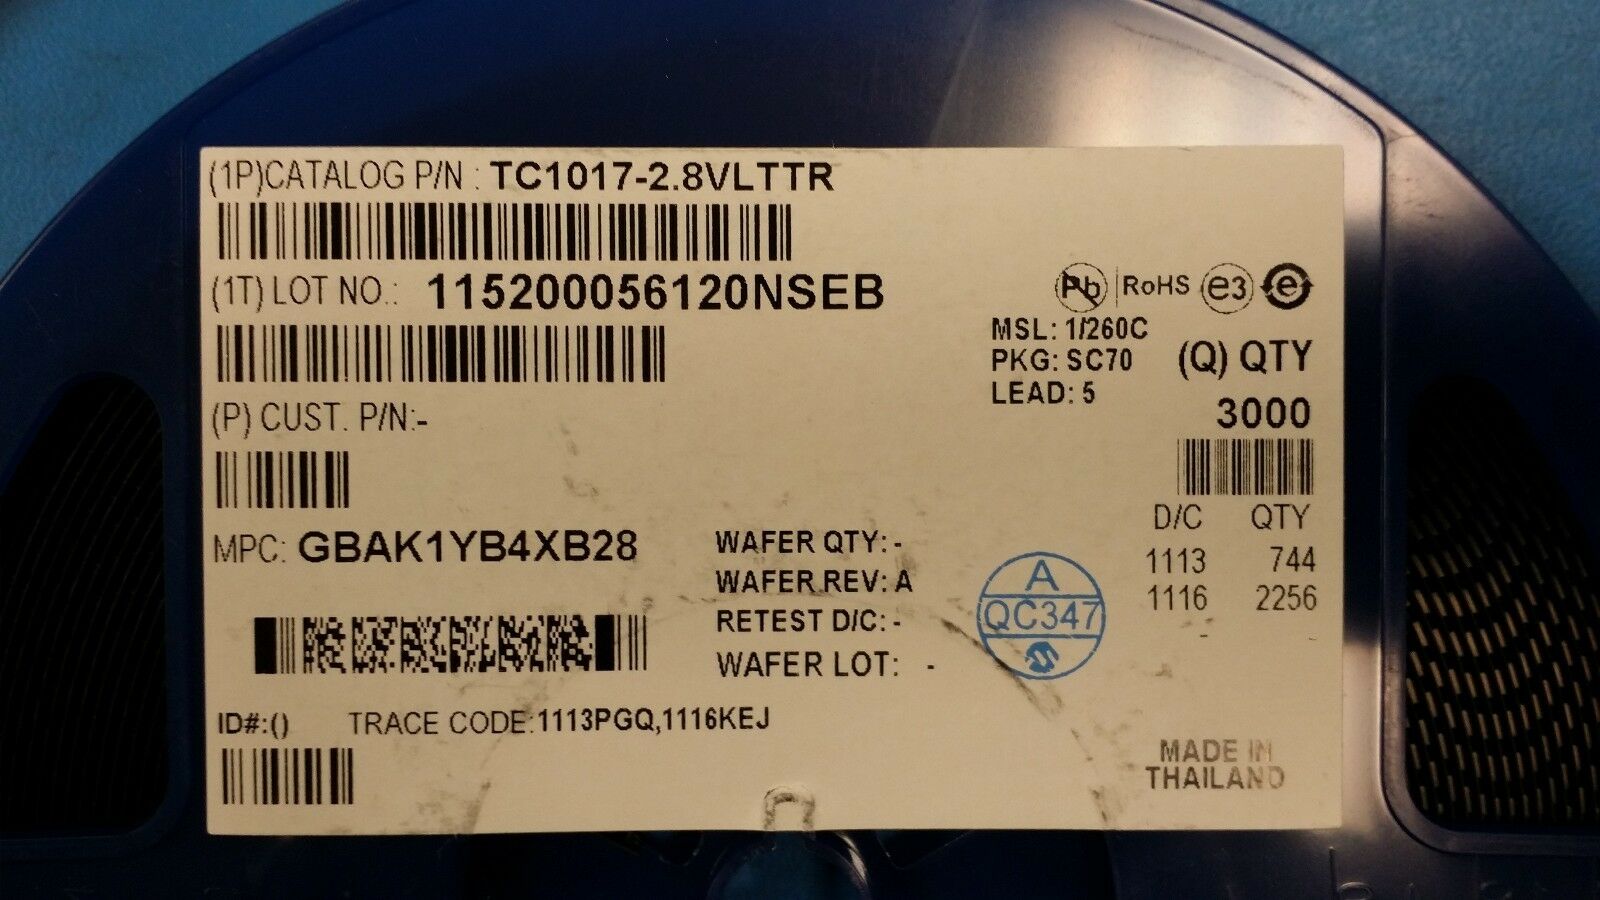 (1P)CATALOG P/N : TC1017-2.8VLTTR
(1T) LOT NO.: 115200056120NSEB
Pb RoHS e3 e
MSL: 1/260C
PKG: SC70
LEAD: 5
(Q) QTY
3000
(P) CUST. P/N:-
D/C QTY
1113 744
1116 2256
-
MPC: GBAK1YB4XB28
WAFER QTY: -
WAFER REV: A
RETEST D/C: -
WAFER LOT: -
A
QC347
ID#:() TRACE CODE:1113PGQ,1116KEJ
MADE IN
THAILAND